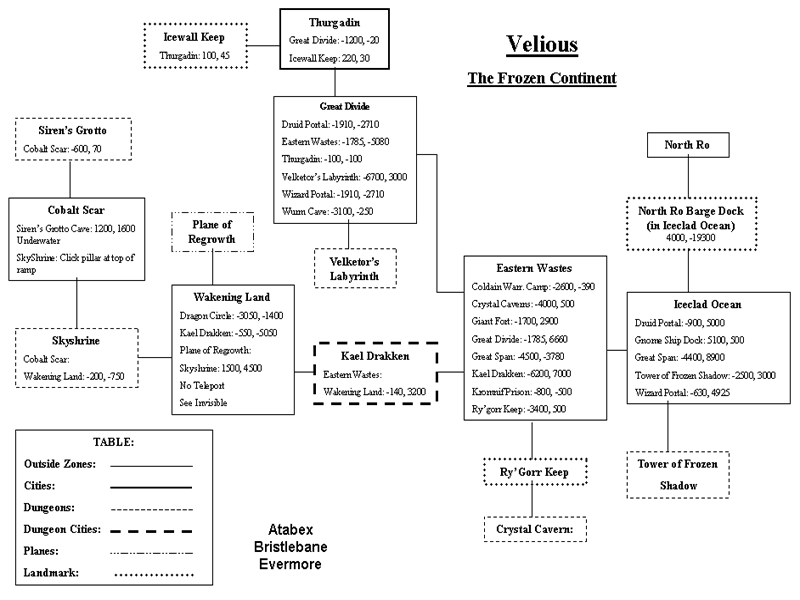 Velious
The Frozen Continent
Icewall Keep
Thurgadin: 100, 45
Thurgadin
Great Divide: -1200, -20
Icewall Keep: 220, 30
Great Divide
Druid Portal: -1910, -2710
Eastern Wastes: -1785, -5080
Thurgadin: -100, -100
Velketor's Labyrinth: -6700, 3000
Wizard Portal: -1910, -2710
Wurm Cave: -3100, -250
Siren's Grotto
Cobalt Scar: -600, 70
Cobalt Scar
Siren's Grotto Cave: 1200, 1600
Underwater
SkyShrine: Click pillar at top of
ramp
Plane of
Regrowth
Velketor's
Labyrinth
North Ro
North Ro Barge Dock
(in Iceclad Ocean)
4000, -19300
Skyshrine
Cobalt Scar:
Wakening Land: -200, -750
Wakening Land
Dragon Circle: -3050, -1400
Kael Drakken: -550, -5050
Plane of Regrowth:
Skyshrine: 1500, 4500
No Teleport
See Invisible
Kael Drakken
Eastern Wastes:
Wakening Land: -140, 3200
Eastern Wastes
Coldain Warr. Camp: -2600, -390
Crystal Caverns: -4000, 500
Giant Fort: -1700, 2900
Great Divide: -1785, 6660
Great Span: -4500, -3780
Kael Drakken: -6200, 7000
Kromrif Prison: -800, -500
Ry'gorr Keep: -3400, 500
Iceclad Ocean
Druid Portal: -900, 5000
Gnome Ship Dock: 5100, 500
Great Span: -4400, 8900
Tower of Frozen Shadow: -2500, 3000
Wizard Portal: -630, 4925
Ry'Gorr Keep
Crystal Cavern:
Tower of Frozen
Shadow
TABLE:
Outside Zones:
Cities:
Dungeons:
Dungeon Cities:
Planes:
Landmark:
Atabex
Bristlebane
Evermore